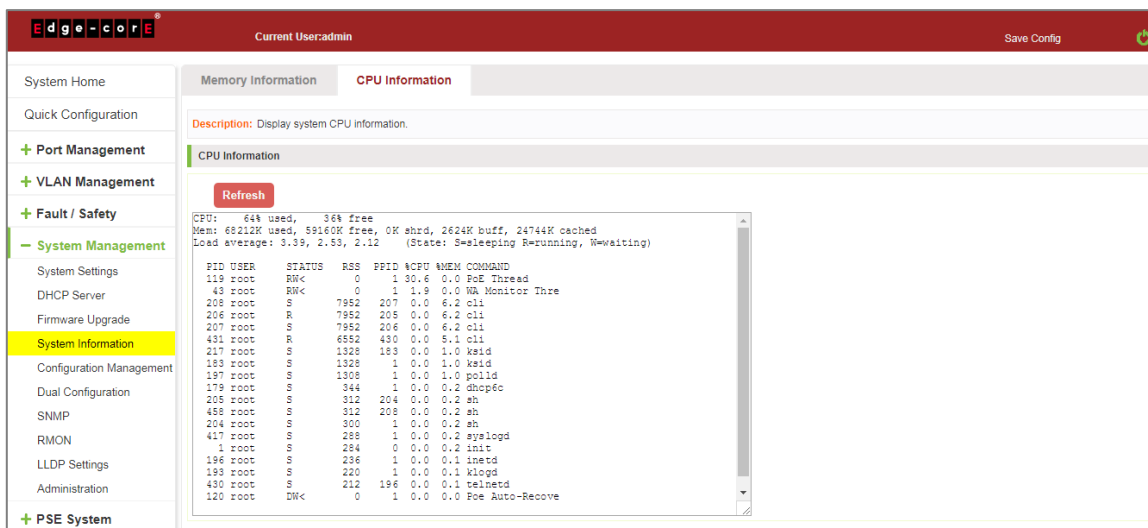 Edge-corE®
Current User:admin
Save Config
System Home
Quick Configuration
+ Port Management
+ VLAN Management
+ Fault / Safety
− System Management
System Settings
DHCP Server
Firmware Upgrade
System Information
Configuration Management
Dual Configuration
SNMP
RMON
LLDP Settings
Administration
+ PSE System
Memory Information
CPU Information
Description: Display system CPU information.
CPU Information
Refresh
CPU: 64% used, 36% free
Mem: 68212K used, 59160K free, 0K shrd, 2624K buff, 24744K cached
Load average: 3.39, 2.53, 2.12 (State: S=sleeping R=running, W=waiting)
PID USER STATUS RSS PPID %CPU %MEM COMMAND
119 root RW< 0 1 30.6 0.0 PoE Thread
43 root RW< 0 1 1.9 0.0 WA Monitor Thre
208 root S 7952 207 0.0 6.2 cli
206 root R 7952 205 0.0 6.2 cli
207 root S 7952 206 0.0 6.2 cli
431 root R 6552 430 0.0 5.1 cli
217 root S 1328 183 0.0 1.0 ksid
183 root S 1328 1 0.0 1.0 ksid
197 root S 1308 1 0.0 1.0 polld
179 root S 344 1 0.0 0.2 dhcp6c
205 root S 312 204 0.0 0.2 sh
458 root S 312 208 0.0 0.2 sh
204 root S 300 1 0.0 0.2 sh
417 root S 288 1 0.0 0.2 syslogd
1 root S 284 0 0.0 0.2 init
196 root S 236 1 0.0 0.1 inetd
193 root S 220 1 0.0 0.1 klogd
430 root S 212 196 0.0 0.1 telnetd
120 root DW< 0 1 0.0 0.0 Poe Auto-Recove